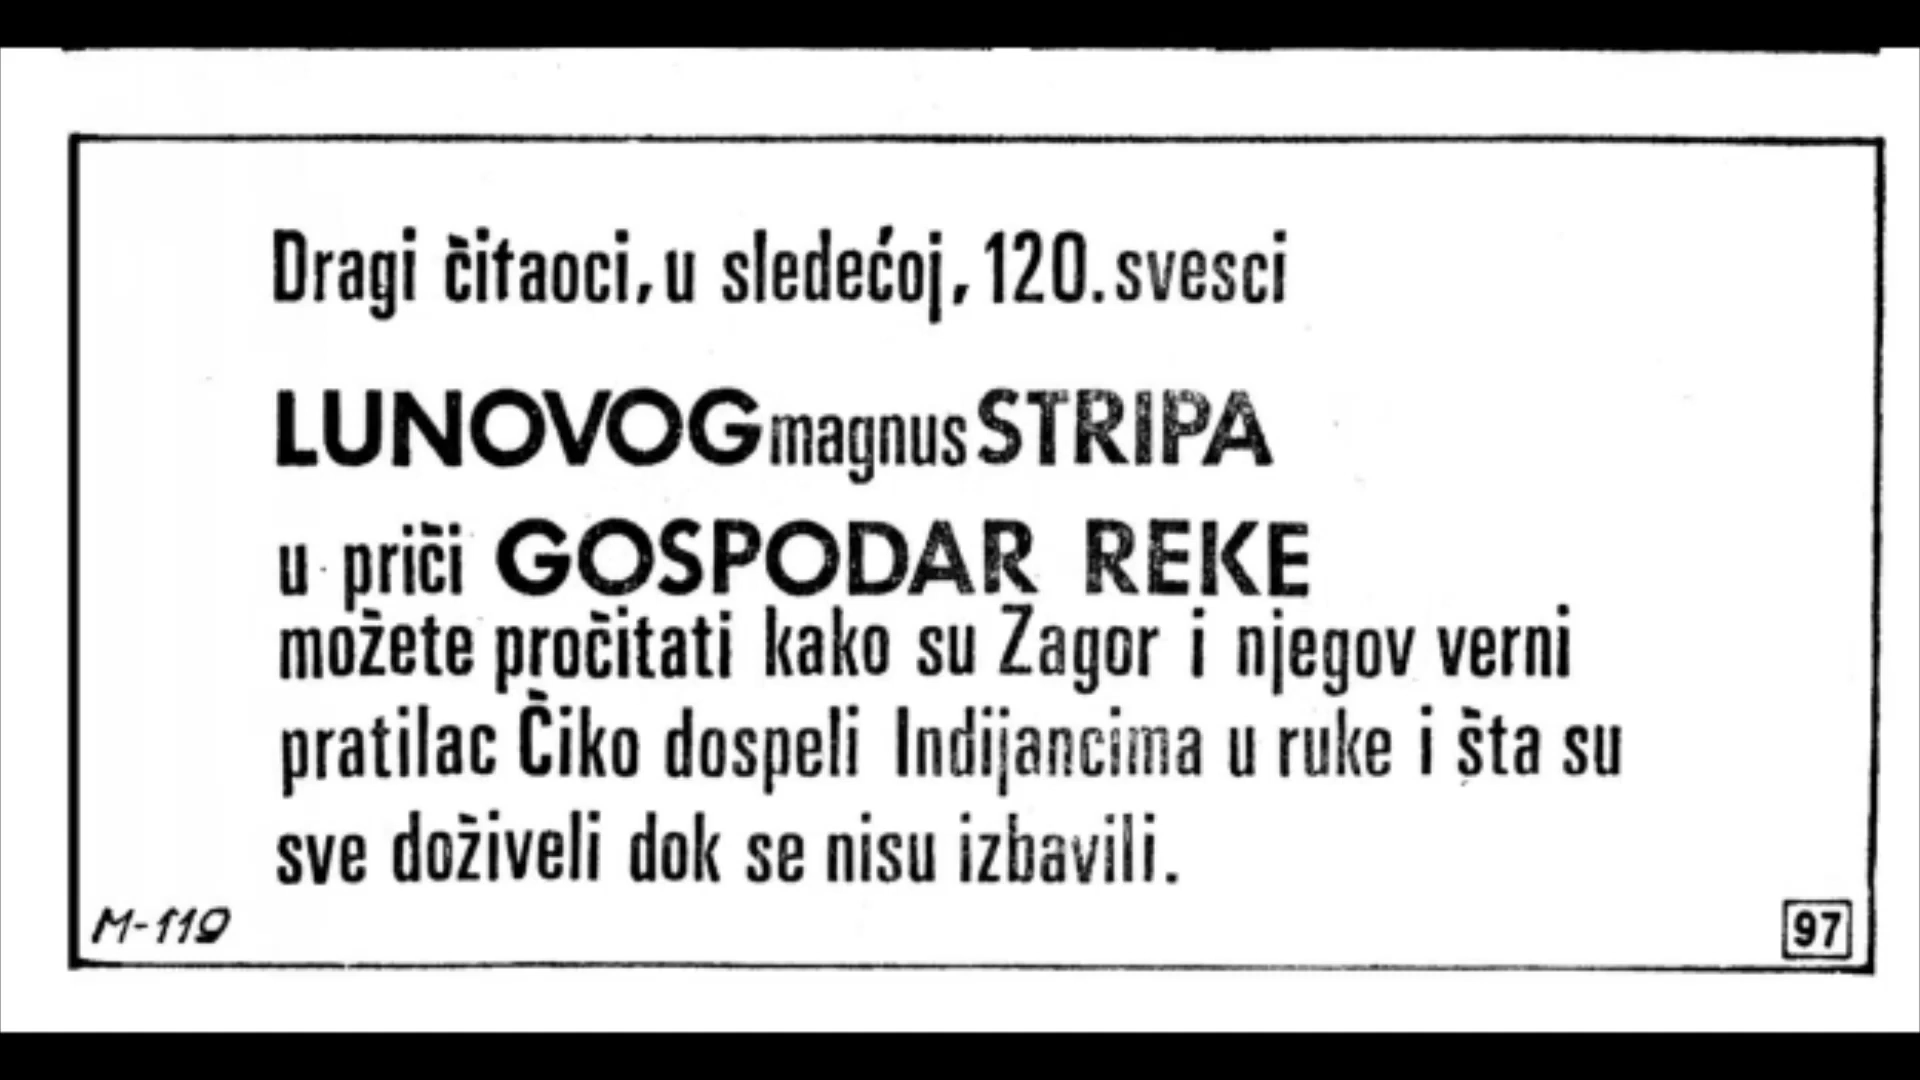 Dragi čitaoci, u sledećoj, 120. svesci
LUNOVOG magnus STRIPA
u priči GOSPODAR REKE
možete pročitati kako su Zagor i njegov verni
pratilac Čiko dospeli Indijancima u ruke i šta su
sve doživeli dok se nisu izbavili.
M-119
97